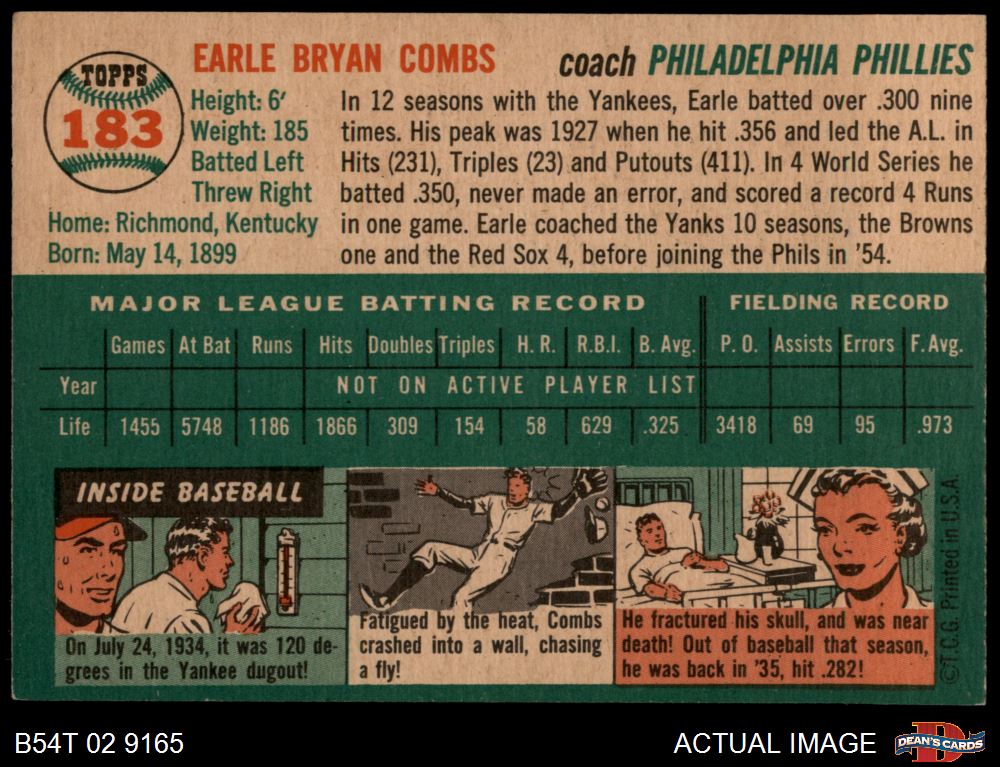 TOPPS
183
EARLE BRYAN COMBS
coach PHILADELPHIA PHILLIES
Height: 6′
Weight: 185
Batted Left
Threw Right
Home: Richmond, Kentucky
Born: May 14, 1899
In 12 seasons with the Yankees, Earle batted over .300 nine
times. His peak was 1927 when he hit .356 and led the A.L. in
Hits (231), Triples (23) and Putouts (411). In 4 World Series he
batted .350, never made an error, and scored a record 4 Runs
in one game. Earle coached the Yanks 10 seasons, the Browns
one and the Red Sox 4, before joining the Phils in '54.
MAJOR LEAGUE BATTING RECORD FIELDING RECORD
Games At Bat Runs Hits Doubles Triples H. R. R.B.I. B. Avg. P. O. Assists Errors F. Avg.
Year NOT ON ACTIVE PLAYER LIST
Life 1455 5748 1186 1866 309 154 58 629 .325 3418 69 95 .973
INSIDE BASEBALL
On July 24, 1934, it was 120 de-
grees in the Yankee dugout!
Fatigued by the heat, Combs
crashed into a wall, chasing
a fly!
He fractured his skull, and was near
death! Out of baseball that season,
he was back in '35, hit .282!
©T.C.G. Printed in U.S.A.
B54T 02 9165
ACTUAL IMAGE
D
DEAN'S CARDS